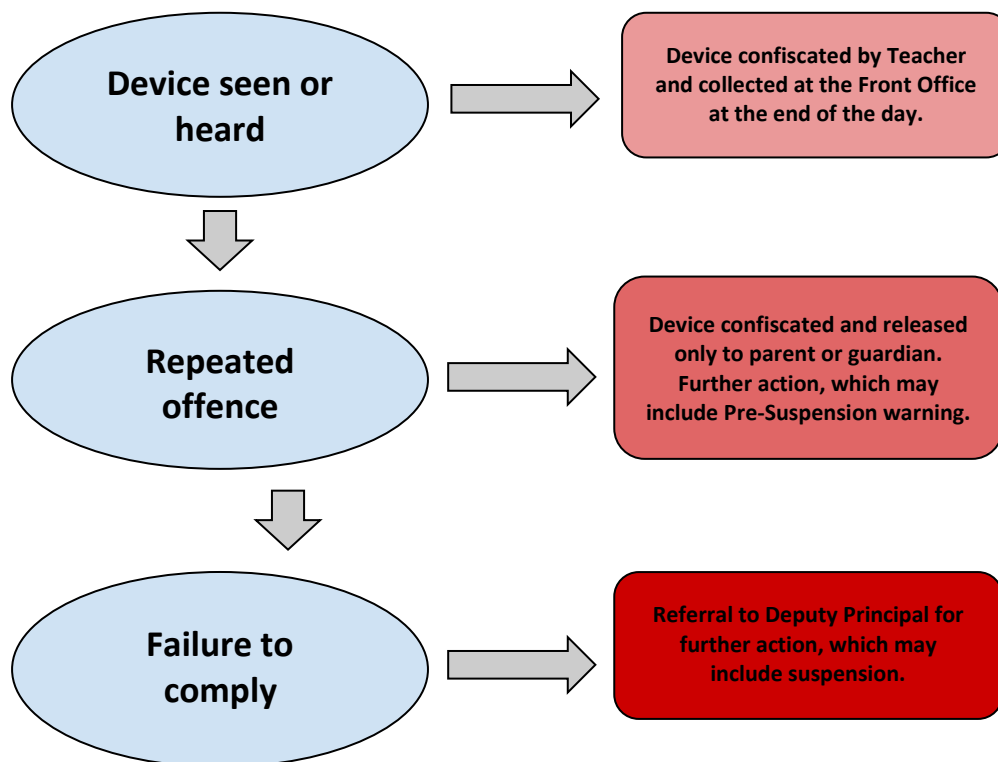 Device seen or
heard
Device confiscated by Teacher
and collected at the Front Office
at the end of the day.
Repeated
offence
Device confiscated and released
only to parent or guardian.
Further action, which may
include Pre-Suspension warning.
Failure to
comply
Referral to Deputy Principal for
further action, which may
include suspension.